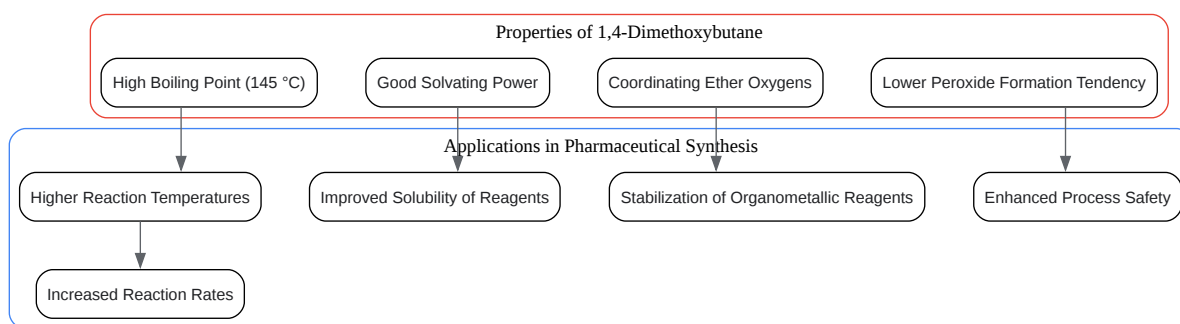 Properties of 1,4-Dimethoxybutane
High Boiling Point (145 °C)
Good Solvating Power
Coordinating Ether Oxygens
Lower Peroxide Formation Tendency
Applications in Pharmaceutical Synthesis
Higher Reaction Temperatures
Improved Solubility of Reagents
Stabilization of Organometallic Reagents
Enhanced Process Safety
Increased Reaction Rates